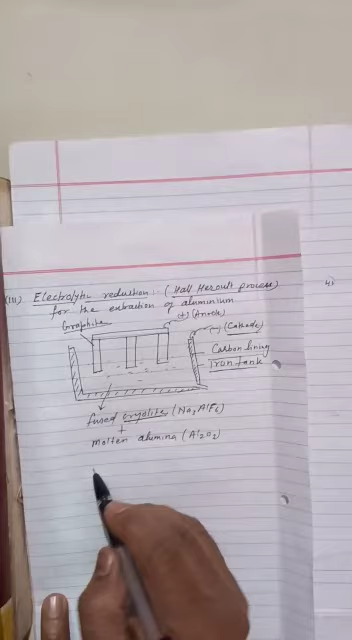 (III) Electrolytic reduction :- (Hall Heroult process)
for the extraction of aluminium
Graphite (+) (Anode)
(-) (Cathode)
Carbon lining
Iron tank
fused cryolite (Na3AlF6)
+
molten alumina (Al2O3)
4)